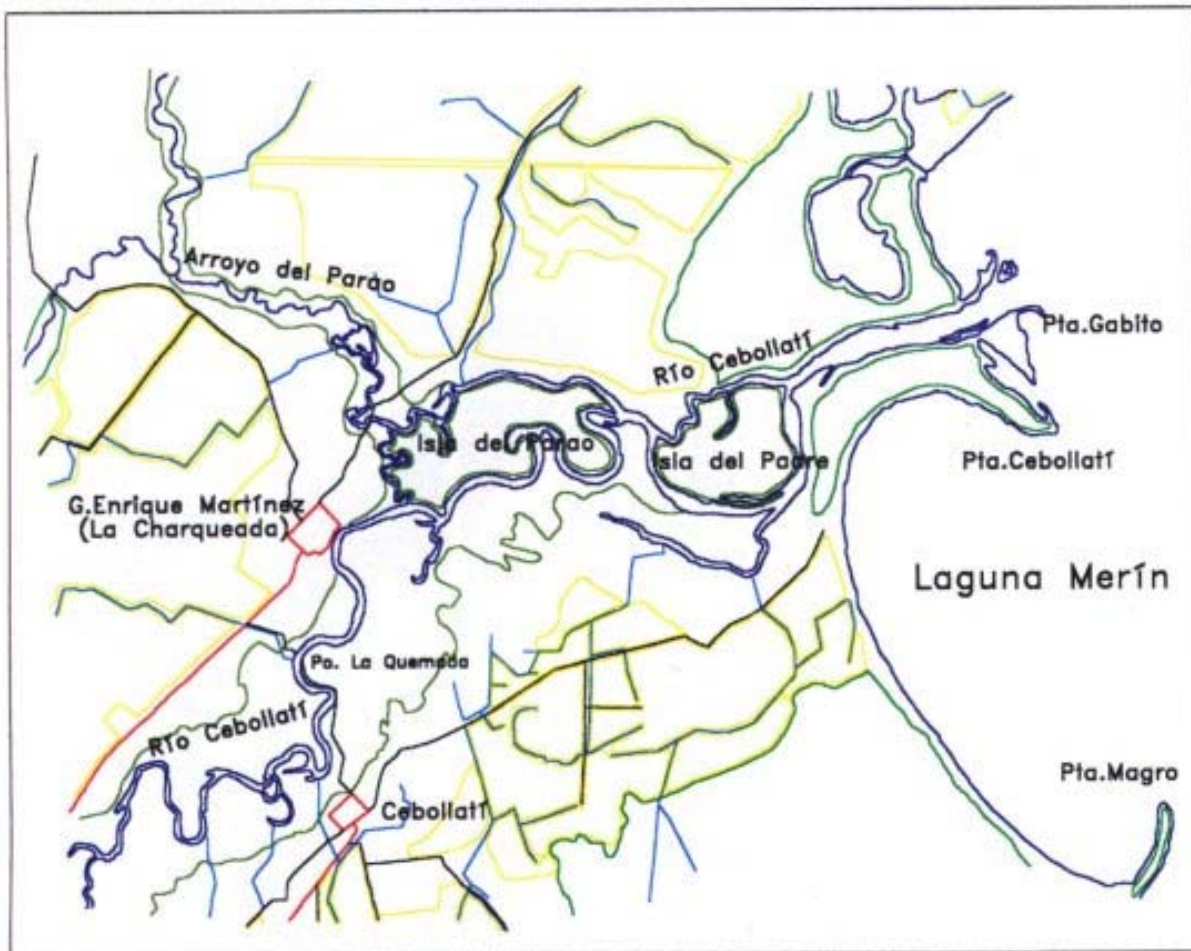 Arroyo del Parao
Río Cebollatí
Pta.Gabito
Isla del Parao
Isla del Padre
Pta.Cebollatí
G.Enrique Martínez
(La Charqueada)
Laguna Merín
Pa. La Quemada
Río Cebollatí
Pta.Magro
Cebollatí